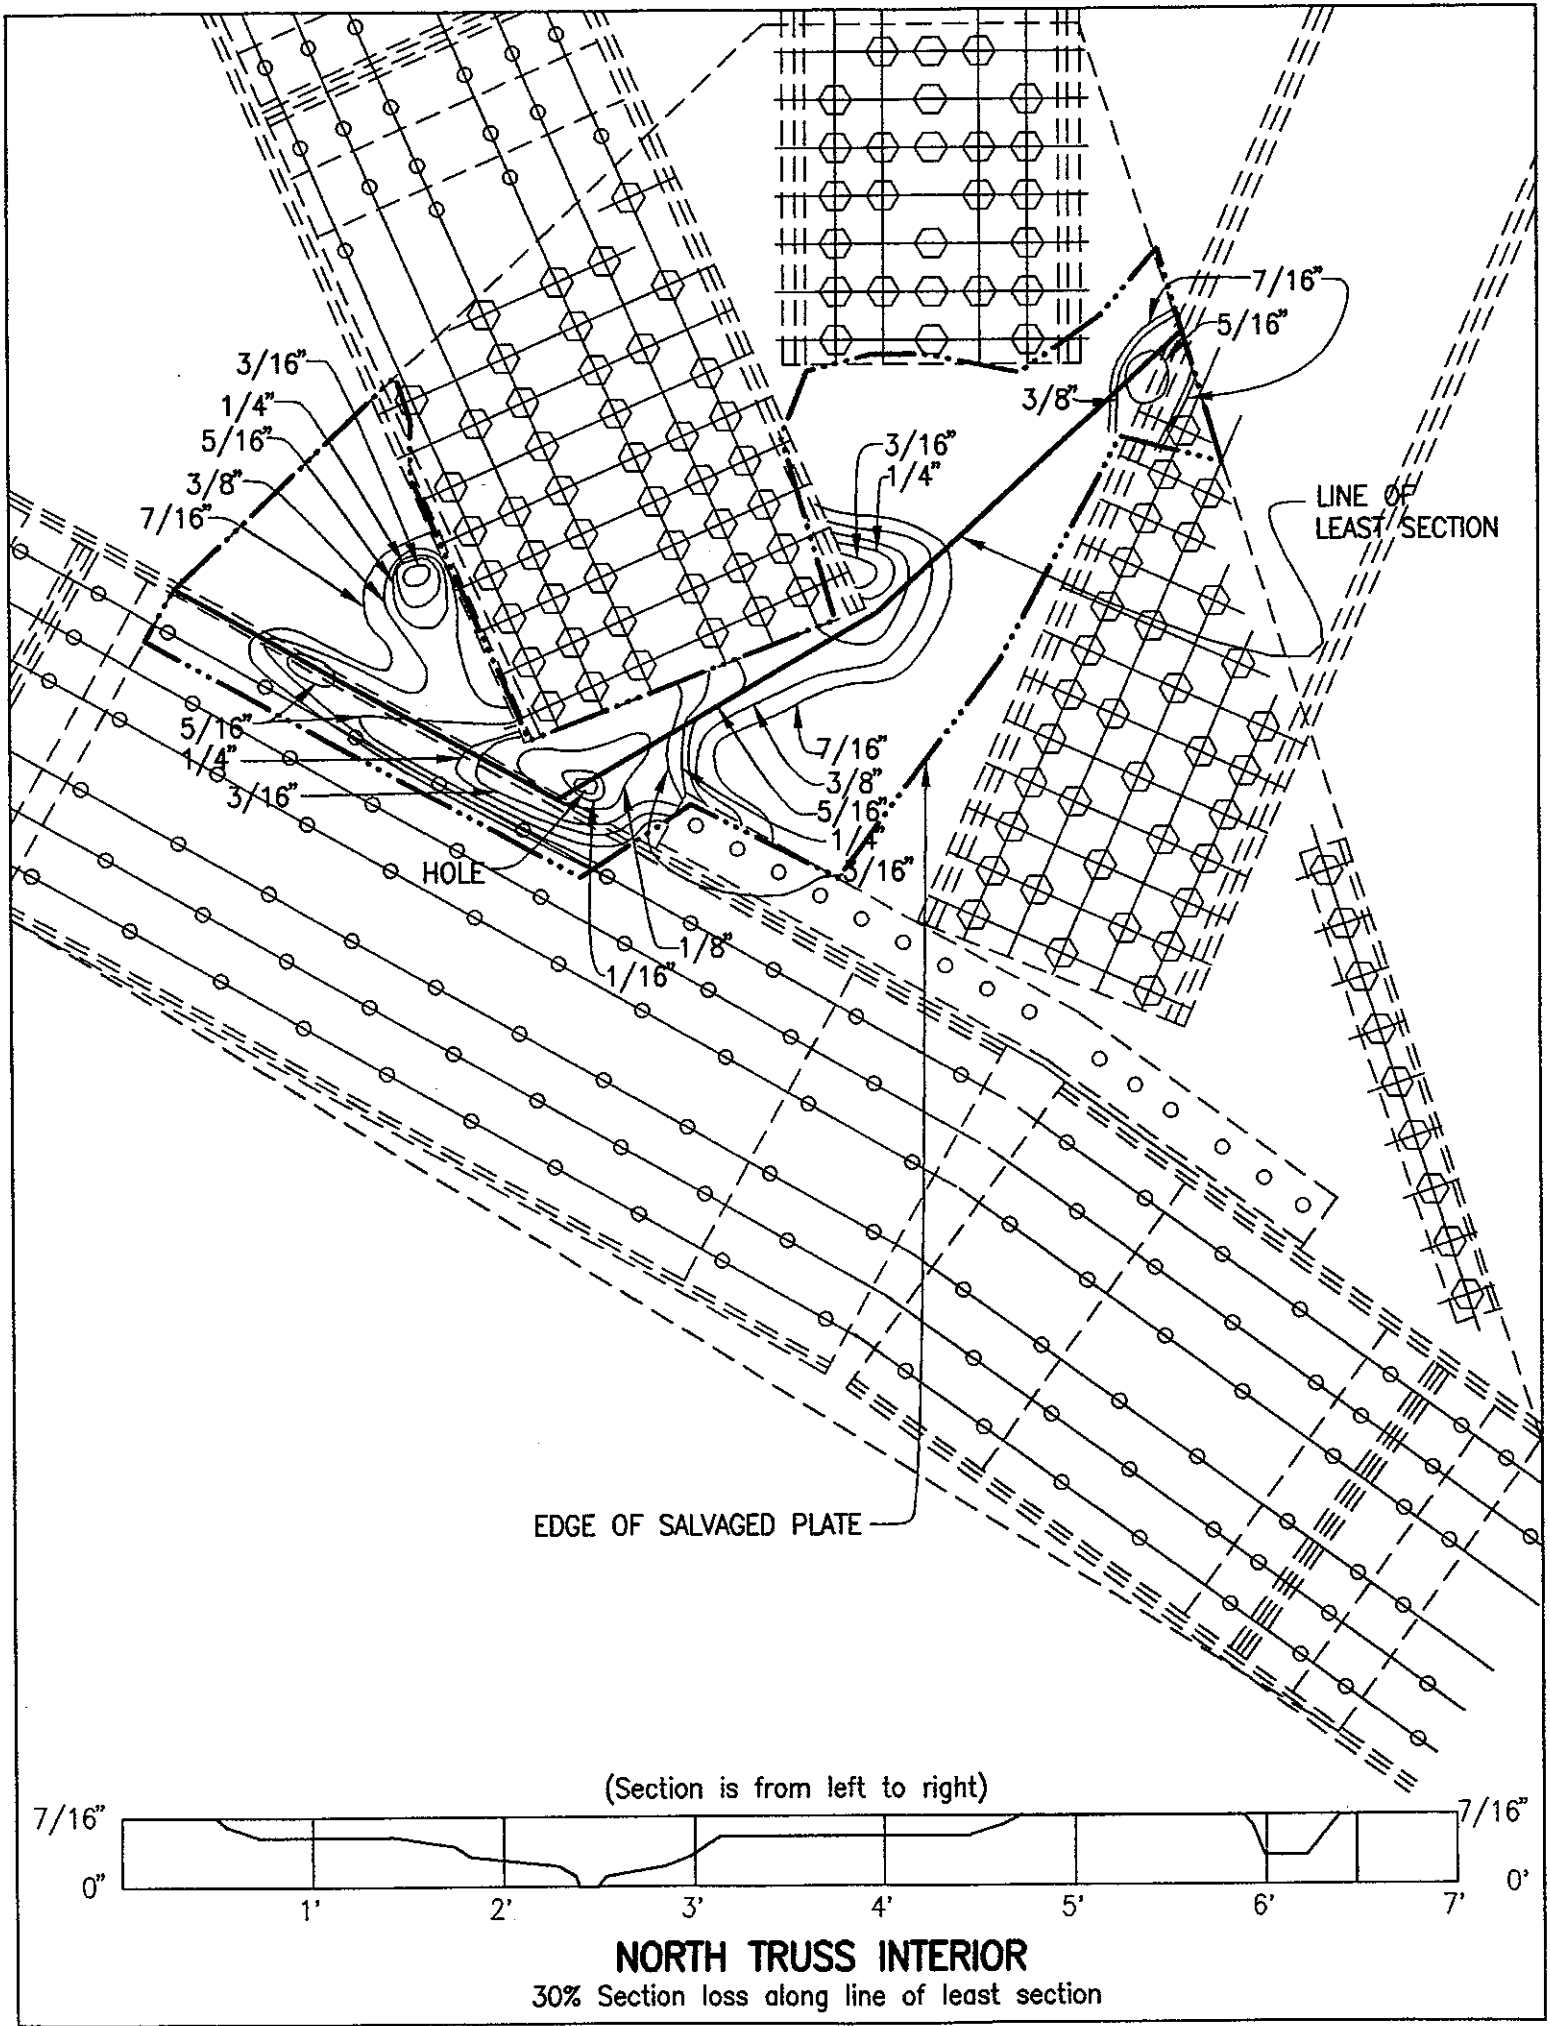 7/16"
5/16"
3/16"
1/4"
5/16"
3/8"
3/8"
7/16"
3/16"
1/4"
LINE OF
LEAST SECTION
5/16"
1/4"
3/16"
7/16"
3/8"
5/16"
1/4"
3/16"
HOLE
1/8"
1/16"
EDGE OF SALVAGED PLATE
(Section is from left to right)
7/16" 7/16"
0" 0'
1' 2' 3' 4' 5' 6' 7'
NORTH TRUSS INTERIOR
30% Section loss along line of least section